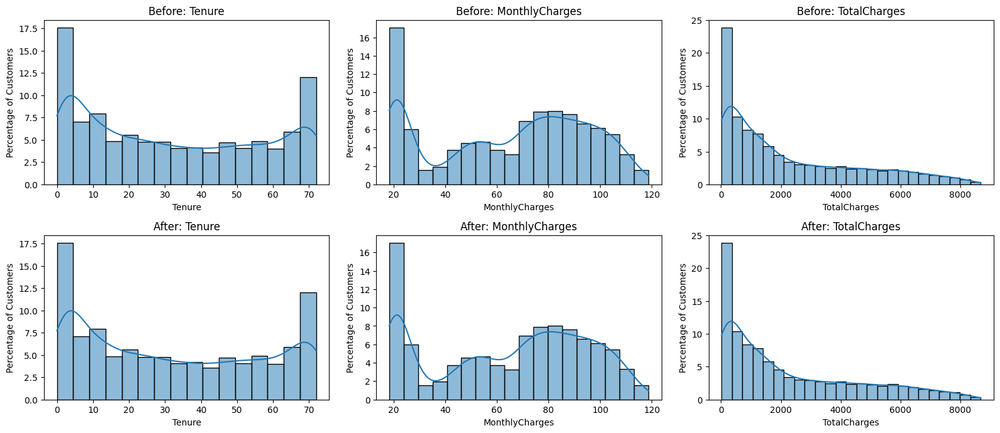 Before: Tenure
Percentage of Customers
17.5
15.0
12.5
10.0
7.5
5.0
2.5
0.0
0 10 20 30 40 50 60 70
Tenure
Before: MonthlyCharges
Percentage of Customers
16
14
12
10
8
6
4
2
0
20 40 60 80 100 120
MonthlyCharges
Before: TotalCharges
Percentage of Customers
25
20
15
10
5
0
0 2000 4000 6000 8000
TotalCharges
After: Tenure
Percentage of Customers
17.5
15.0
12.5
10.0
7.5
5.0
2.5
0.0
0 10 20 30 40 50 60 70
Tenure
After: MonthlyCharges
Percentage of Customers
16
14
12
10
8
6
4
2
0
20 40 60 80 100 120
MonthlyCharges
After: TotalCharges
Percentage of Customers
25
20
15
10
5
0
0 2000 4000 6000 8000
TotalCharges